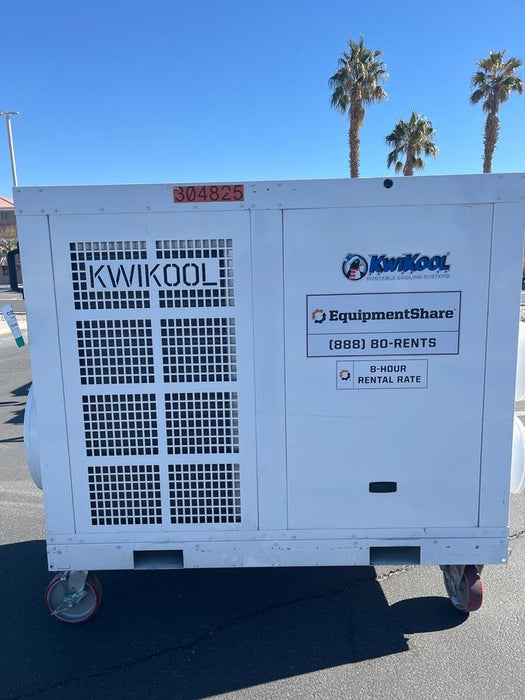 304825
KWIKOOL
KwiKool
PORTABLE COOLING SYSTEMS
EquipmentShare
(888) 80-RENTS
8-HOUR
RENTAL RATE